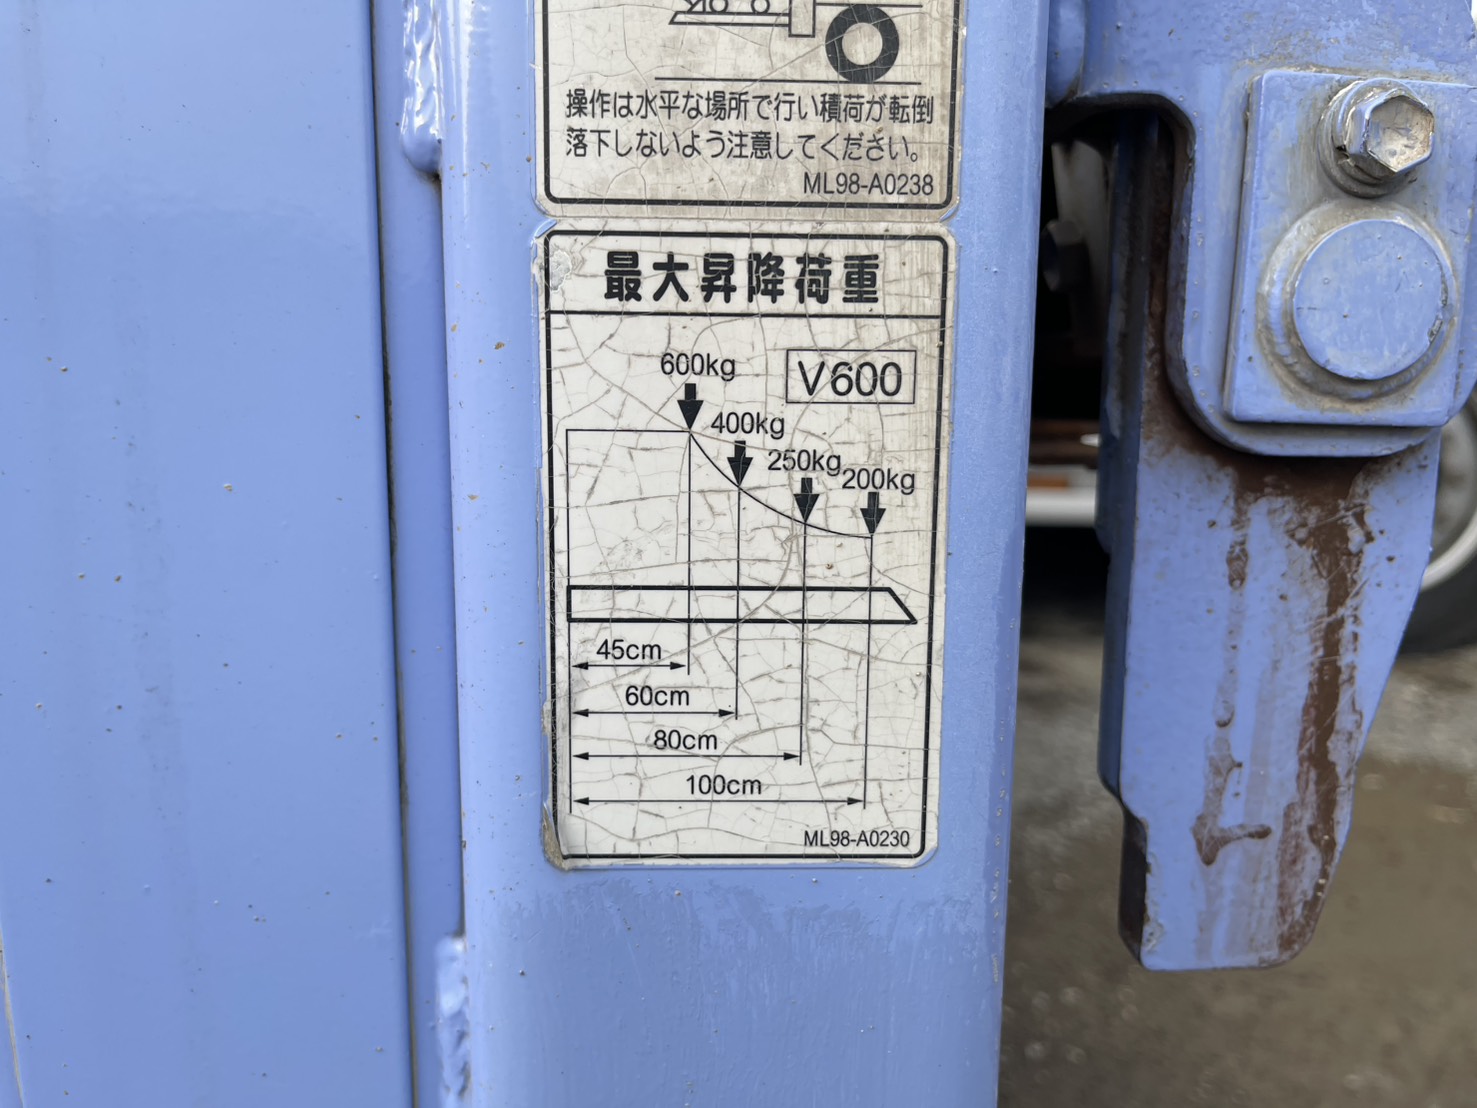 操作は水平な場所で行い積荷が転倒
落下しないよう注意してください。
ML98-A0238
最大昇降荷重
600kg
V600
400kg
250kg
200kg
45cm
60cm
80cm
100cm
ML98-A0230